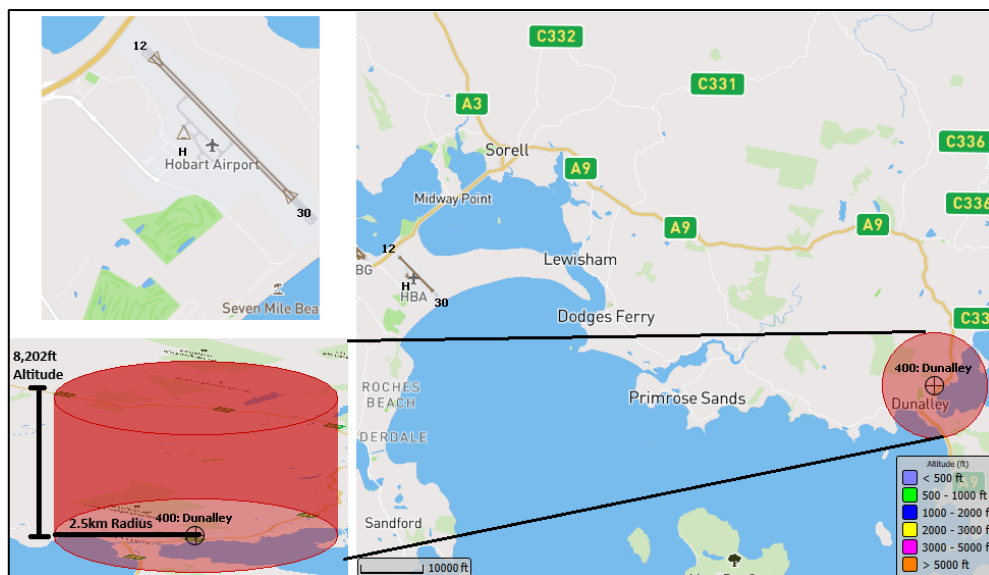 12
H
Hobart Airport
30
Seven Mile Bea
8,202ft
Altitude
2.5km Radius
400: Dunalley
C332
C331
A3
Sorell
A9
C336
Midway Point
C336
A9
A9
12
BG
H
HBA
30
Lewisham
Dodges Ferry
C33
400: Dunalley
Dunalley
ROCHES
BEACH
Primrose Sands
DERDALE
A9
Sandford
10000 ft
Altitude (ft)
< 500 ft
500 - 1000 ft
1000 - 2000 ft
2000 - 3000 ft
3000 - 5000 ft
> 5000 ft